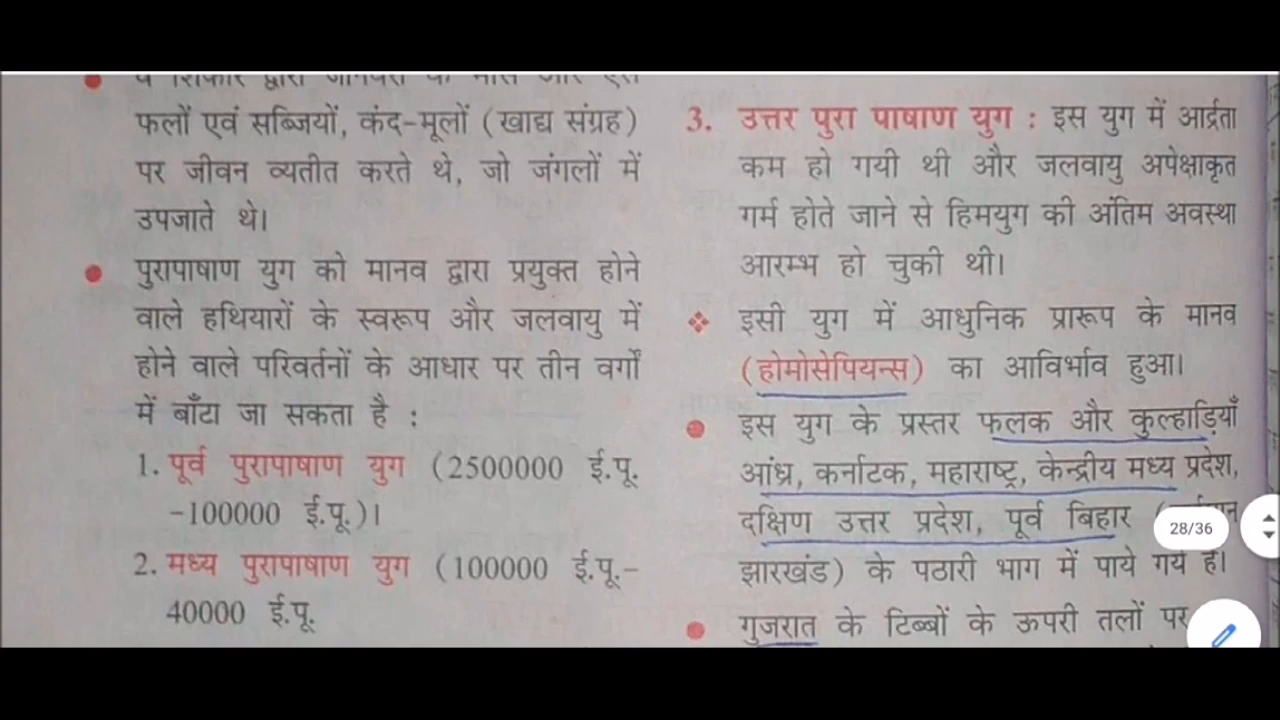 फलों एवं सब्जियों, कंद-मूलों (खाद्य संग्रह)
पर जीवन व्यतीत करते थे, जो जंगलों में
उपजाते थे।
● पुरापाषाण युग को मानव द्वारा प्रयुक्त होने
वाले हथियारों के स्वरूप और जलवायु में
होने वाले परिवर्तनों के आधार पर तीन वर्गों
में बाँटा जा सकता है :
1. पूर्व पुरापाषाण युग (2500000 ई.पू.
-100000 ई.पू.)।
2. मध्य पुरापाषाण युग (100000 ई.पू.-
40000 ई.पू.
3. उत्तर पुरा पाषाण युग : इस युग में आर्द्रता
कम हो गयी थी और जलवायु अपेक्षाकृत
गर्म होते जाने से हिमयुग की अंतिम अवस्था
आरम्भ हो चुकी थी।
❖ इसी युग में आधुनिक प्रारूप के मानव
(होमोसेपियन्स) का आविर्भाव हुआ।
● इस युग के प्रस्तर फलक और कुल्हाड़ियाँ
आंध्र, कर्नाटक, महाराष्ट्र, केन्द्रीय मध्य प्रदेश,
दक्षिण उत्तर प्रदेश, पूर्व बिहार
झारखंड) के पठारी भाग में पाये गये हैं।
● गुजरात के टिब्बों के ऊपरी तलों पर
28/36